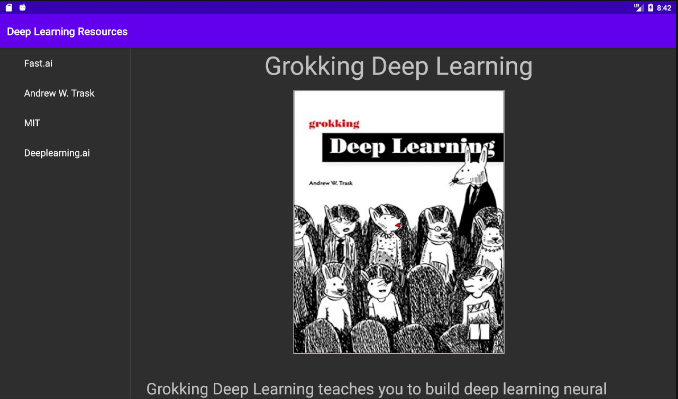 8:42
Deep Learning Resources
Fast.ai
Andrew W. Trask
MIT
Deeplearning.ai
Grokking Deep Learning
grokking
Deep Learning
Andrew W. Trask
Grokking Deep Learning teaches you to build deep learning neural